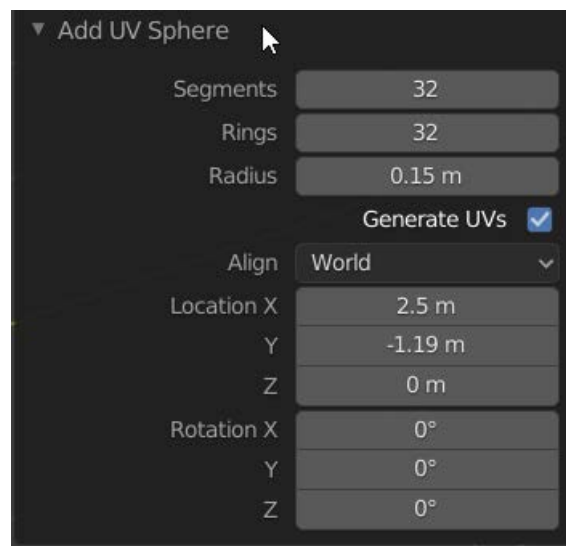 Add UV Sphere
Segments 32
Rings 32
Radius 0.15 m
Generate UVs
Align World
Location X 2.5 m
Y -1.19 m
Z 0 m
Rotation X 0°
Y 0°
Z 0°